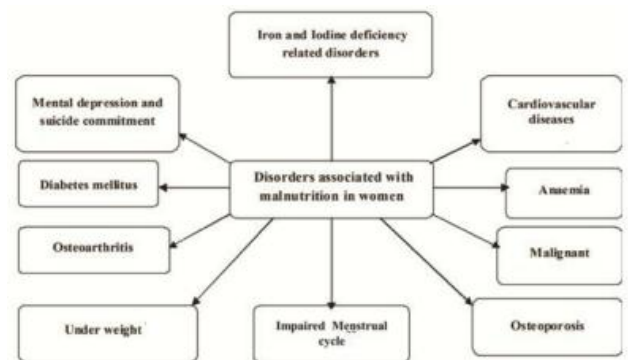 Iron and Iodine deficiency
related disorders
Mental depression and
suicide commitment
Cardiovascular
diseases
Disorders associated with
malnutrition in women
Diabetes mellitus
Anaemia
Osteoarthritis
Malignant
Under weight
Impaired Menstrual
cycle
Osteoporosis